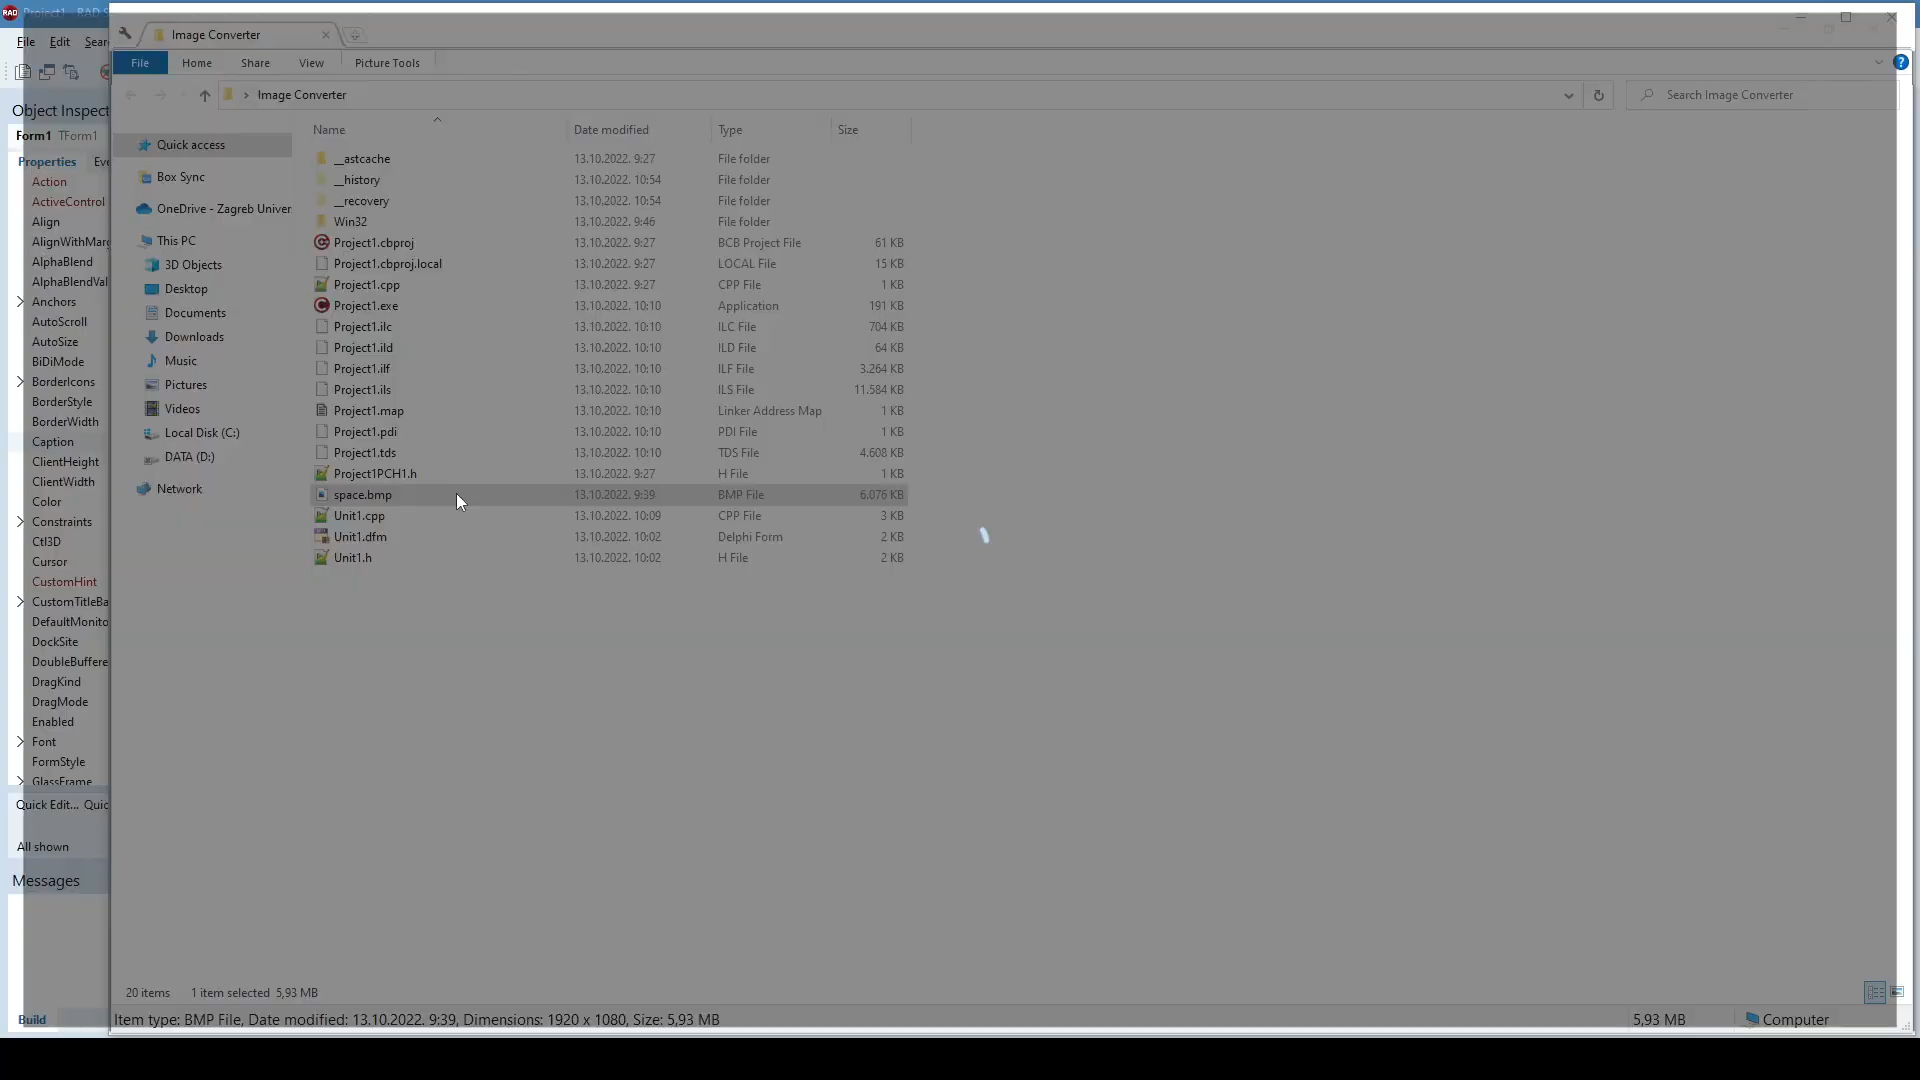 RAD Project1 - RAD S
File Edit Sear
Object Inspect
Form1 TForm1
Properties Eve
Action
ActiveControl
Align
AlignWithMarg
AlphaBlend
AlphaBlendVal
Anchors
AutoScroll
AutoSize
BiDiMode
BorderIcons
BorderStyle
BorderWidth
Caption
ClientHeight
ClientWidth
Color
Constraints
Ctl3D
Cursor
CustomHint
CustomTitleBa
DefaultMonito
DockSite
DoubleBuffere
DragKind
DragMode
Enabled
Font
FormStyle
GlassFrame
Quick Edit... Quic
All shown
Messages
Build
Image Converter
File Home Share View Picture Tools
Image Converter
Search Image Converter
Quick access
Box Sync
OneDrive - Zagreb Univer
This PC
3D Objects
Desktop
Documents
Downloads
Music
Pictures
Videos
Local Disk (C:)
DATA (D:)
Network
Name Date modified Type Size
__astcache 13.10.2022. 9:27 File folder
__history 13.10.2022. 10:54 File folder
__recovery 13.10.2022. 10:54 File folder
Win32 13.10.2022. 9:46 File folder
Project1.cbproj 13.10.2022. 9:27 BCB Project File 61 KB
Project1.cbproj.local 13.10.2022. 9:27 LOCAL File 15 KB
Project1.cpp 13.10.2022. 9:27 CPP File 1 KB
Project1.exe 13.10.2022. 10:10 Application 191 KB
Project1.ilc 13.10.2022. 10:10 ILC File 704 KB
Project1.ild 13.10.2022. 10:10 ILD File 64 KB
Project1.ilf 13.10.2022. 10:10 ILF File 3.264 KB
Project1.ils 13.10.2022. 10:10 ILS File 11.584 KB
Project1.map 13.10.2022. 10:10 Linker Address Map 1 KB
Project1.pdi 13.10.2022. 10:10 PDI File 1 KB
Project1.tds 13.10.2022. 10:10 TDS File 4.608 KB
Project1PCH1.h 13.10.2022. 9:27 H File 1 KB
space.bmp 13.10.2022. 9:39 BMP File 6.076 KB
Unit1.cpp 13.10.2022. 10:09 CPP File 3 KB
Unit1.dfm 13.10.2022. 10:02 Delphi Form 2 KB
Unit1.h 13.10.2022. 10:02 H File 2 KB
20 items 1 item selected 5,93 MB
Item type: BMP File, Date modified: 13.10.2022. 9:39, Dimensions: 1920 x 1080, Size: 5,93 MB 5,93 MB Computer